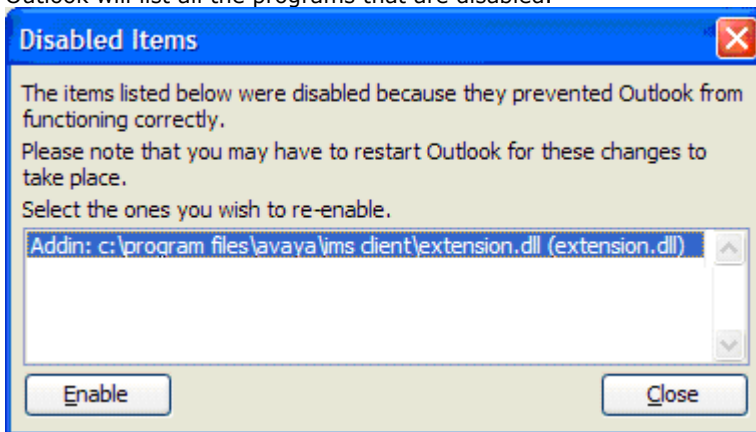 Outlook will list all the programs that are disabled.
Disabled Items
The items listed below were disabled because they prevented Outlook from
functioning correctly.
Please note that you may have to restart Outlook for these changes to
take place.
Select the ones you wish to re-enable.
Addin: c:\program files\avaya\ims client\extension.dll (extension.dll)
Enable
Close